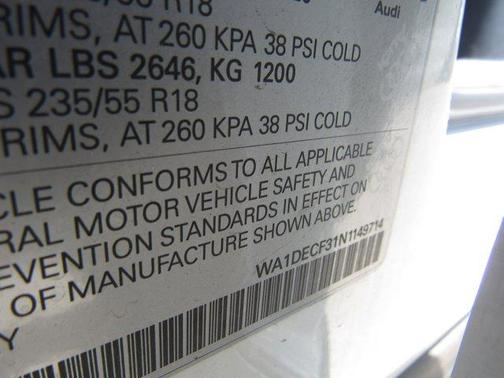 R18
Audi
RIMS, AT 260 KPA 38 PSI COLD
AR LBS 2646, KG 1200
S 235/55 R18
RIMS, AT 260 KPA 38 PSI COLD
CLE CONFORMS TO ALL APPLICABLE
RAL MOTOR VEHICLE SAFETY AND
EVENTION STANDARDS IN EFFECT ON
OF MANUFACTURE SHOWN ABOVE.
WA1DECF31N1149714
Y